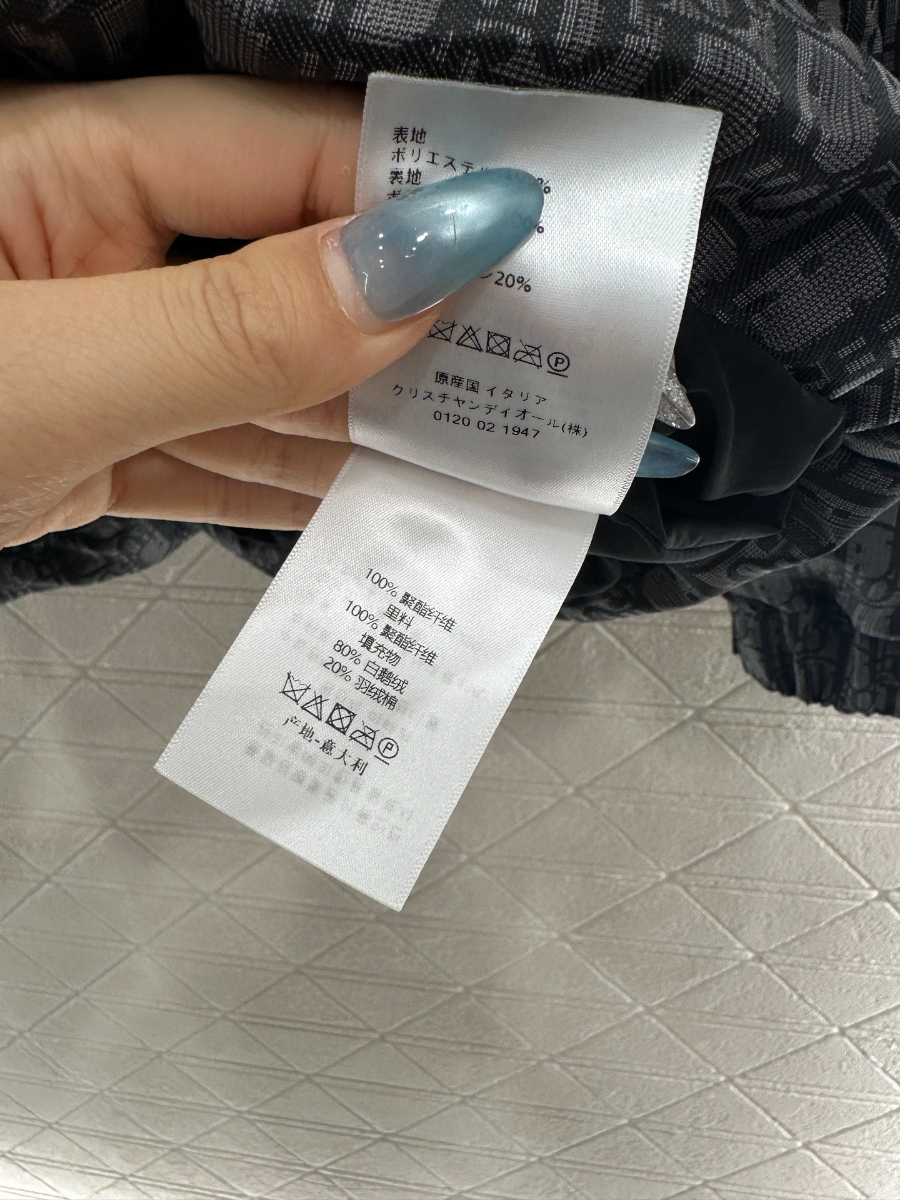 表地
ポリエステ
表地
%
%
20%
P
原産国 イタリア
クリスチャンディオール(株)
0120 02 1947
100% 聚酯纤维
里料
100% 聚酯纤维
填充物
80% 白鹅绒
20% 羽绒棉
P
产地-意大利